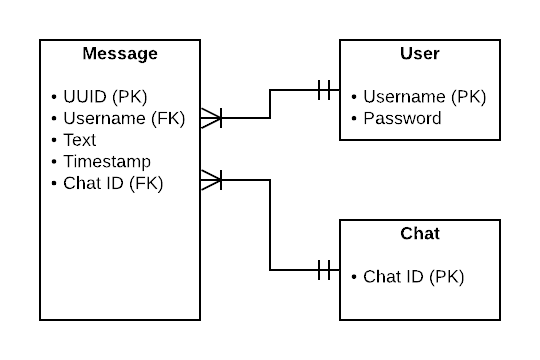 Message
• UUID (PK)
• Username (FK)
• Text
• Timestamp
• Chat ID (FK)
User
• Username (PK)
• Password
Chat
• Chat ID (PK)